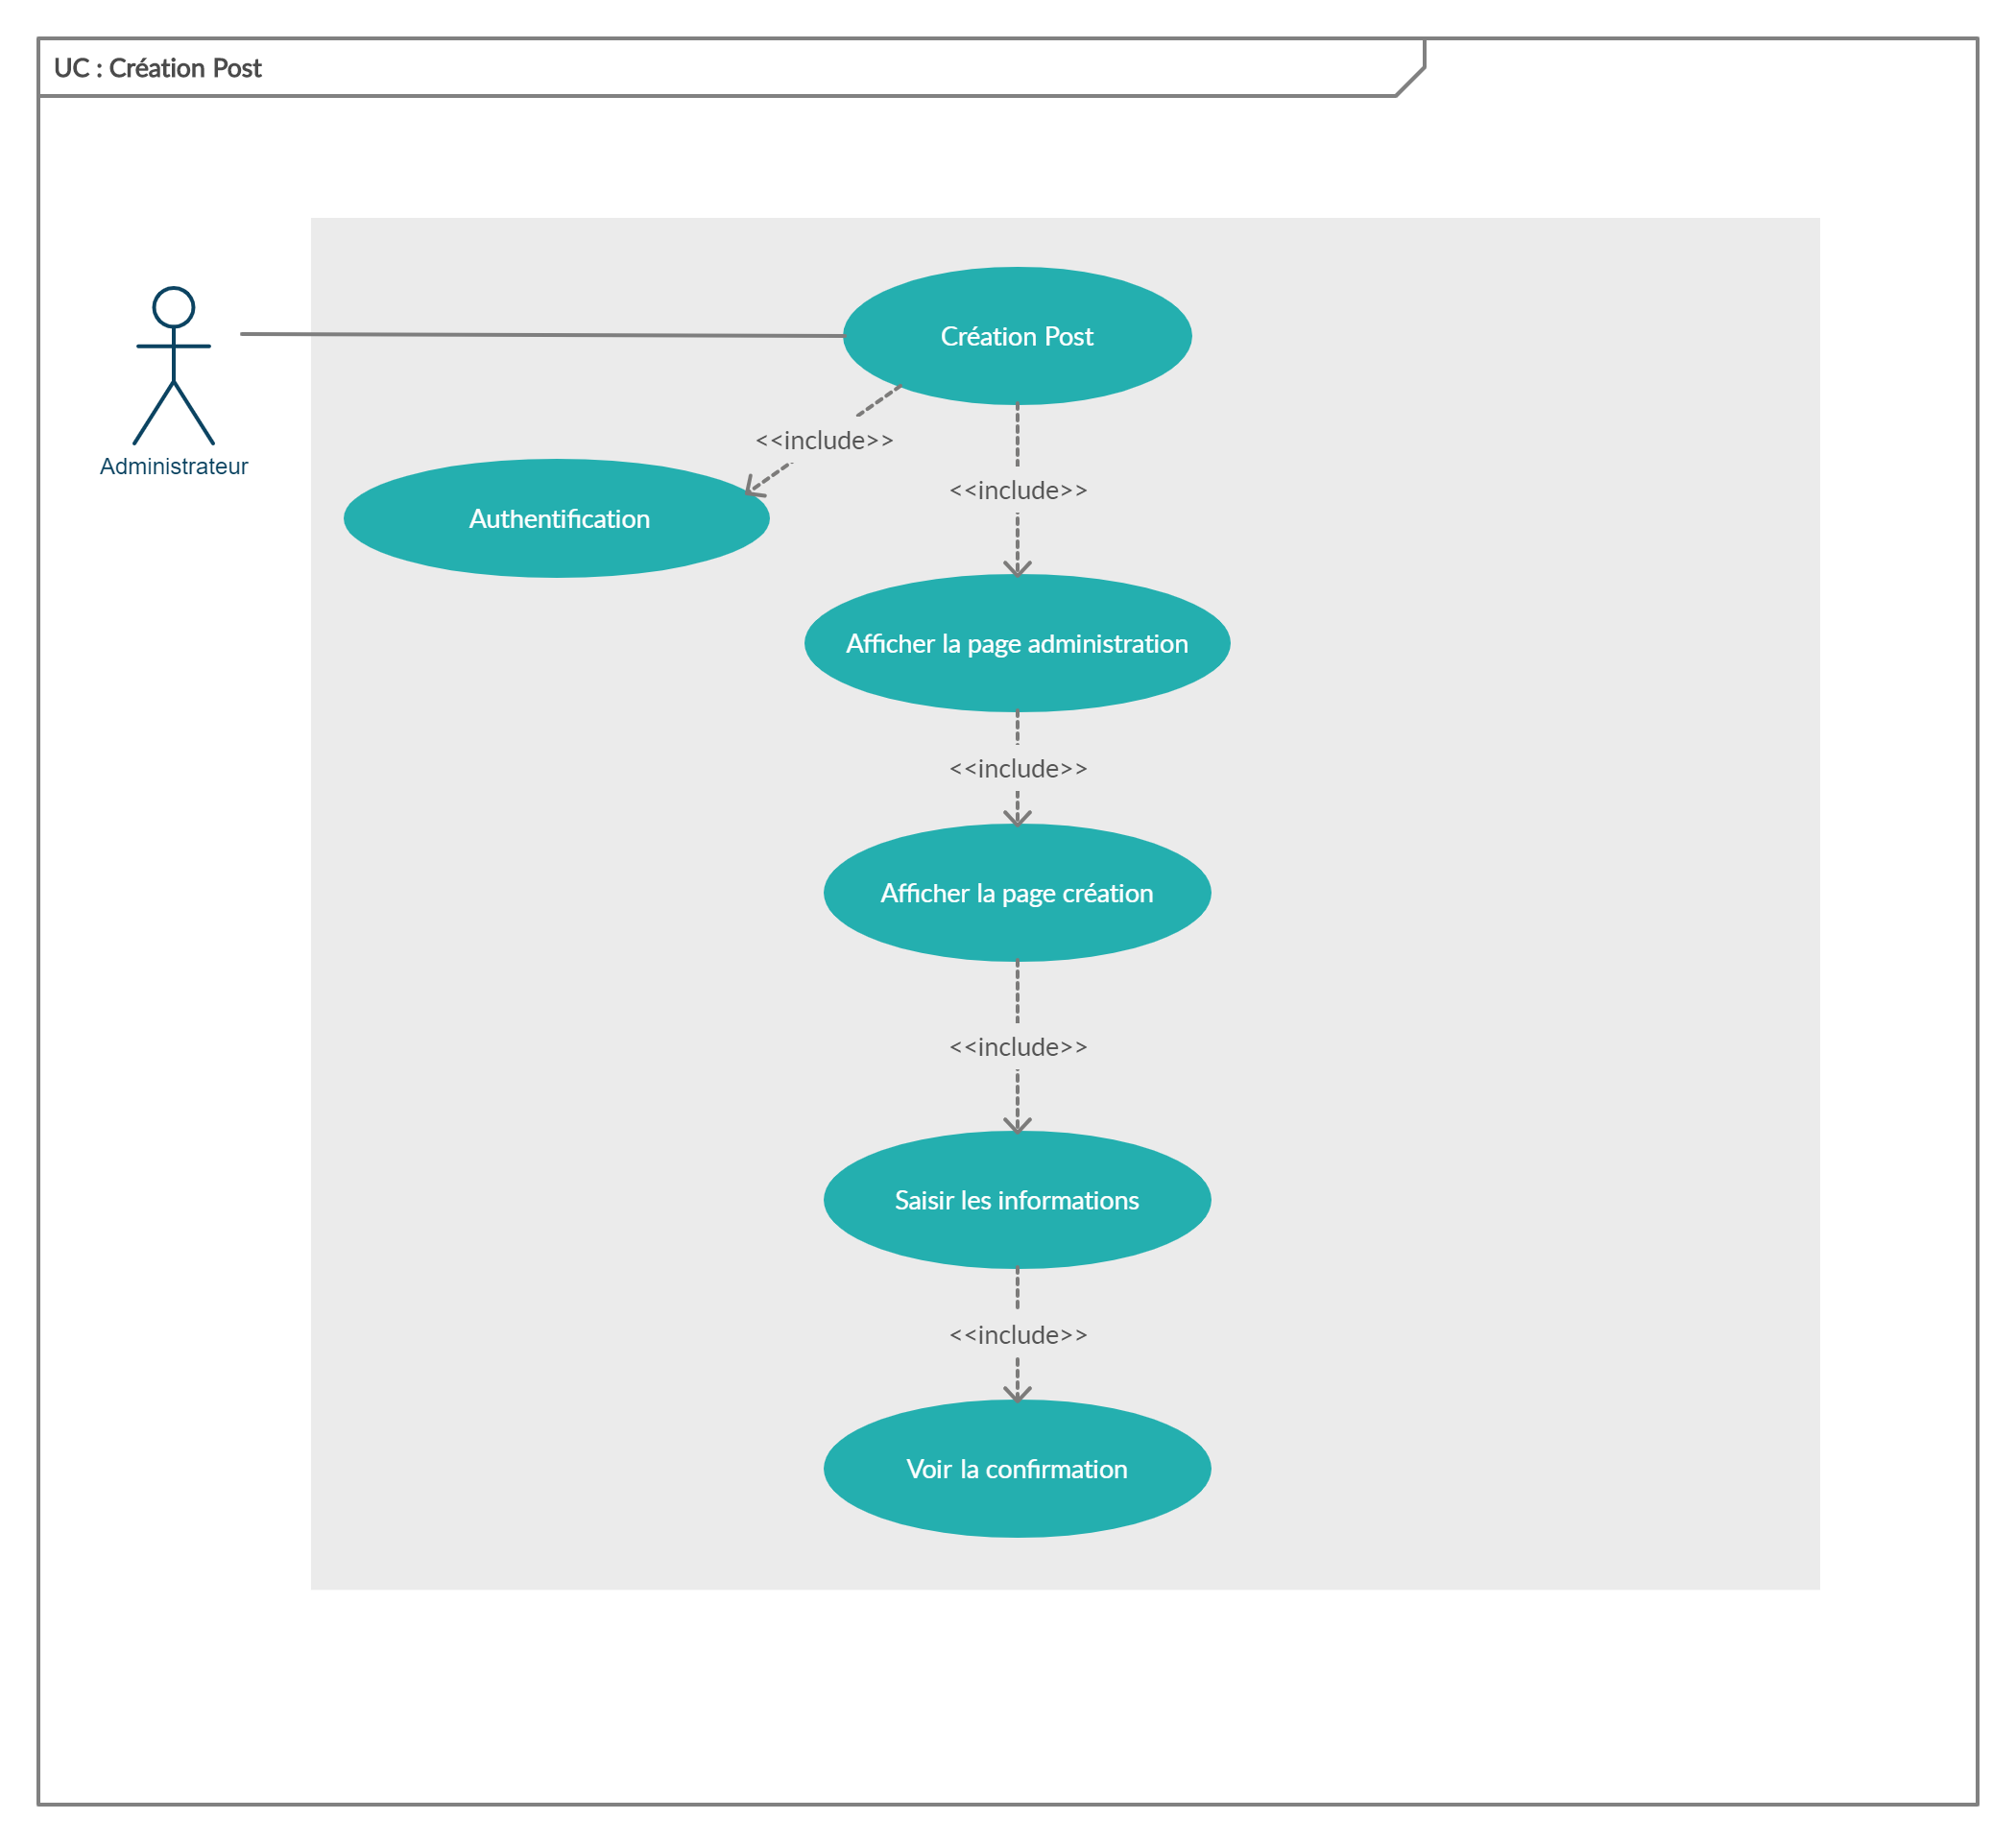 UC : Création Post
Création Post
Administrateur
<<include>>
<<include>>
Authentification
Afficher la page administration
<<include>>
Afficher la page création
<<include>>
Saisir les informations
<<include>>
Voir la confirmation